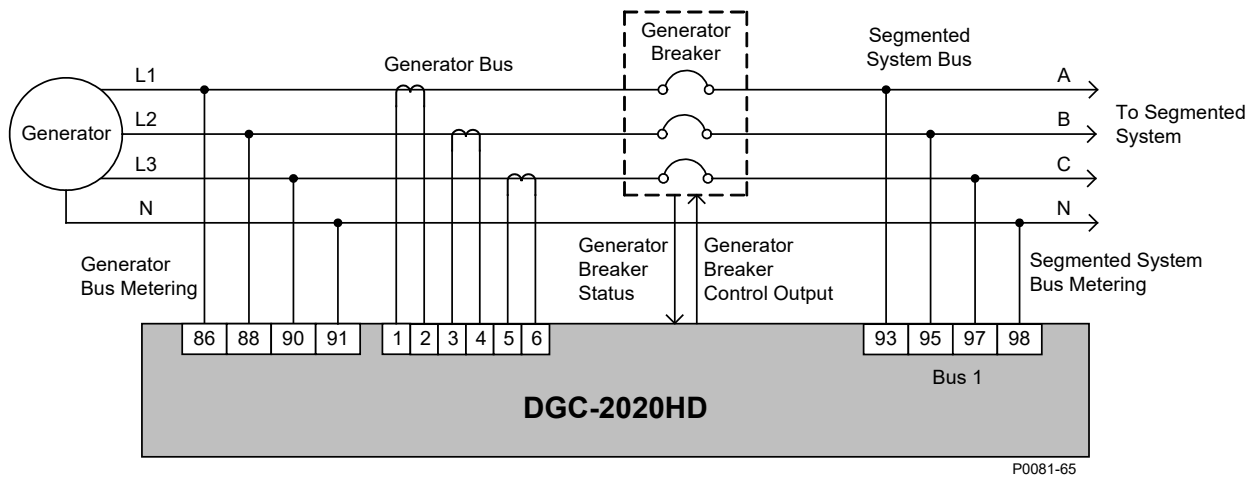 Generator
Breaker
Segmented
System Bus
Generator Bus
L1
A
To Segmented
System
Generator
L2
B
L3
C
N
N
Generator
Bus Metering
Generator
Breaker
Status
Generator
Breaker
Control Output
Segmented System
Bus Metering
86 88 90 91 1 2 3 4 5 6 93 95 97 98
Bus 1
DGC-2020HD
P0081-65